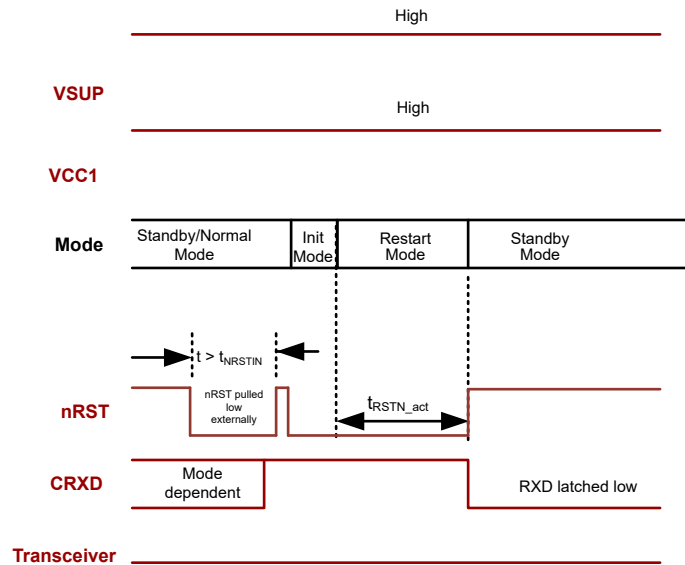 High
VSUP
High
VCC1
Mode
Standby/Normal
Mode
Init
Mode
Restart
Mode
Standby
Mode
t > tNRSTIN
nRST
nRST pulled
low
externally
tRSTN_act
CRXD
Mode
dependent
RXD latched low
Transceiver